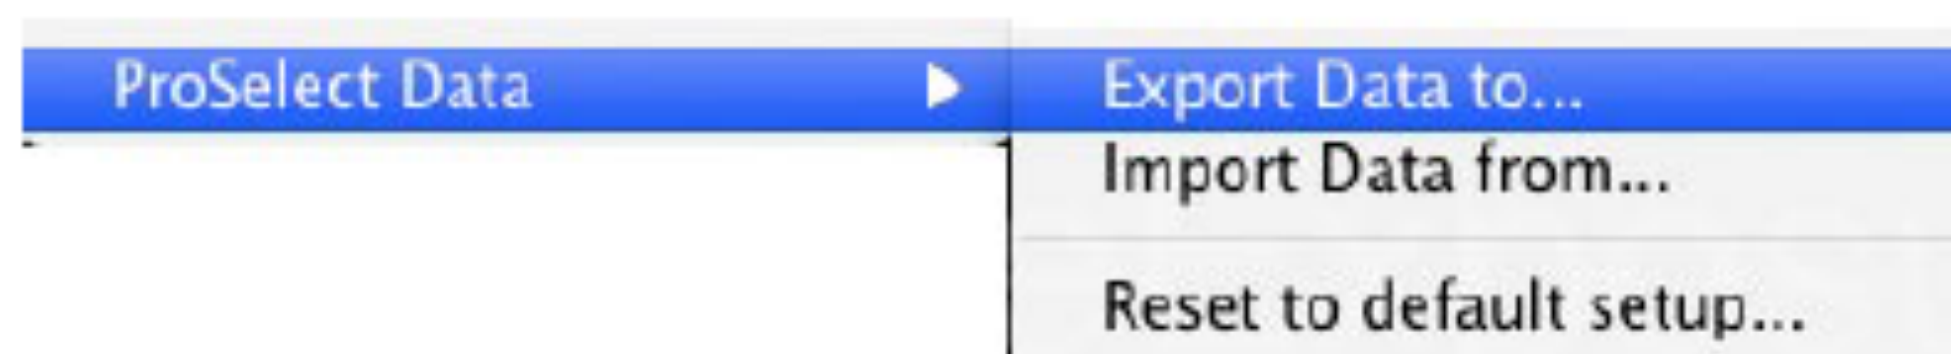 ProSelect Data
Export Data to...
Import Data from...
Reset to default setup...